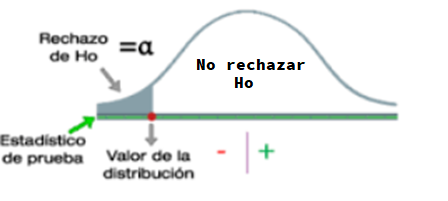 Rechazo
de Ho
=α
No rechazar
Ho
Estadístico
de prueba
Valor de la
distribución
- +